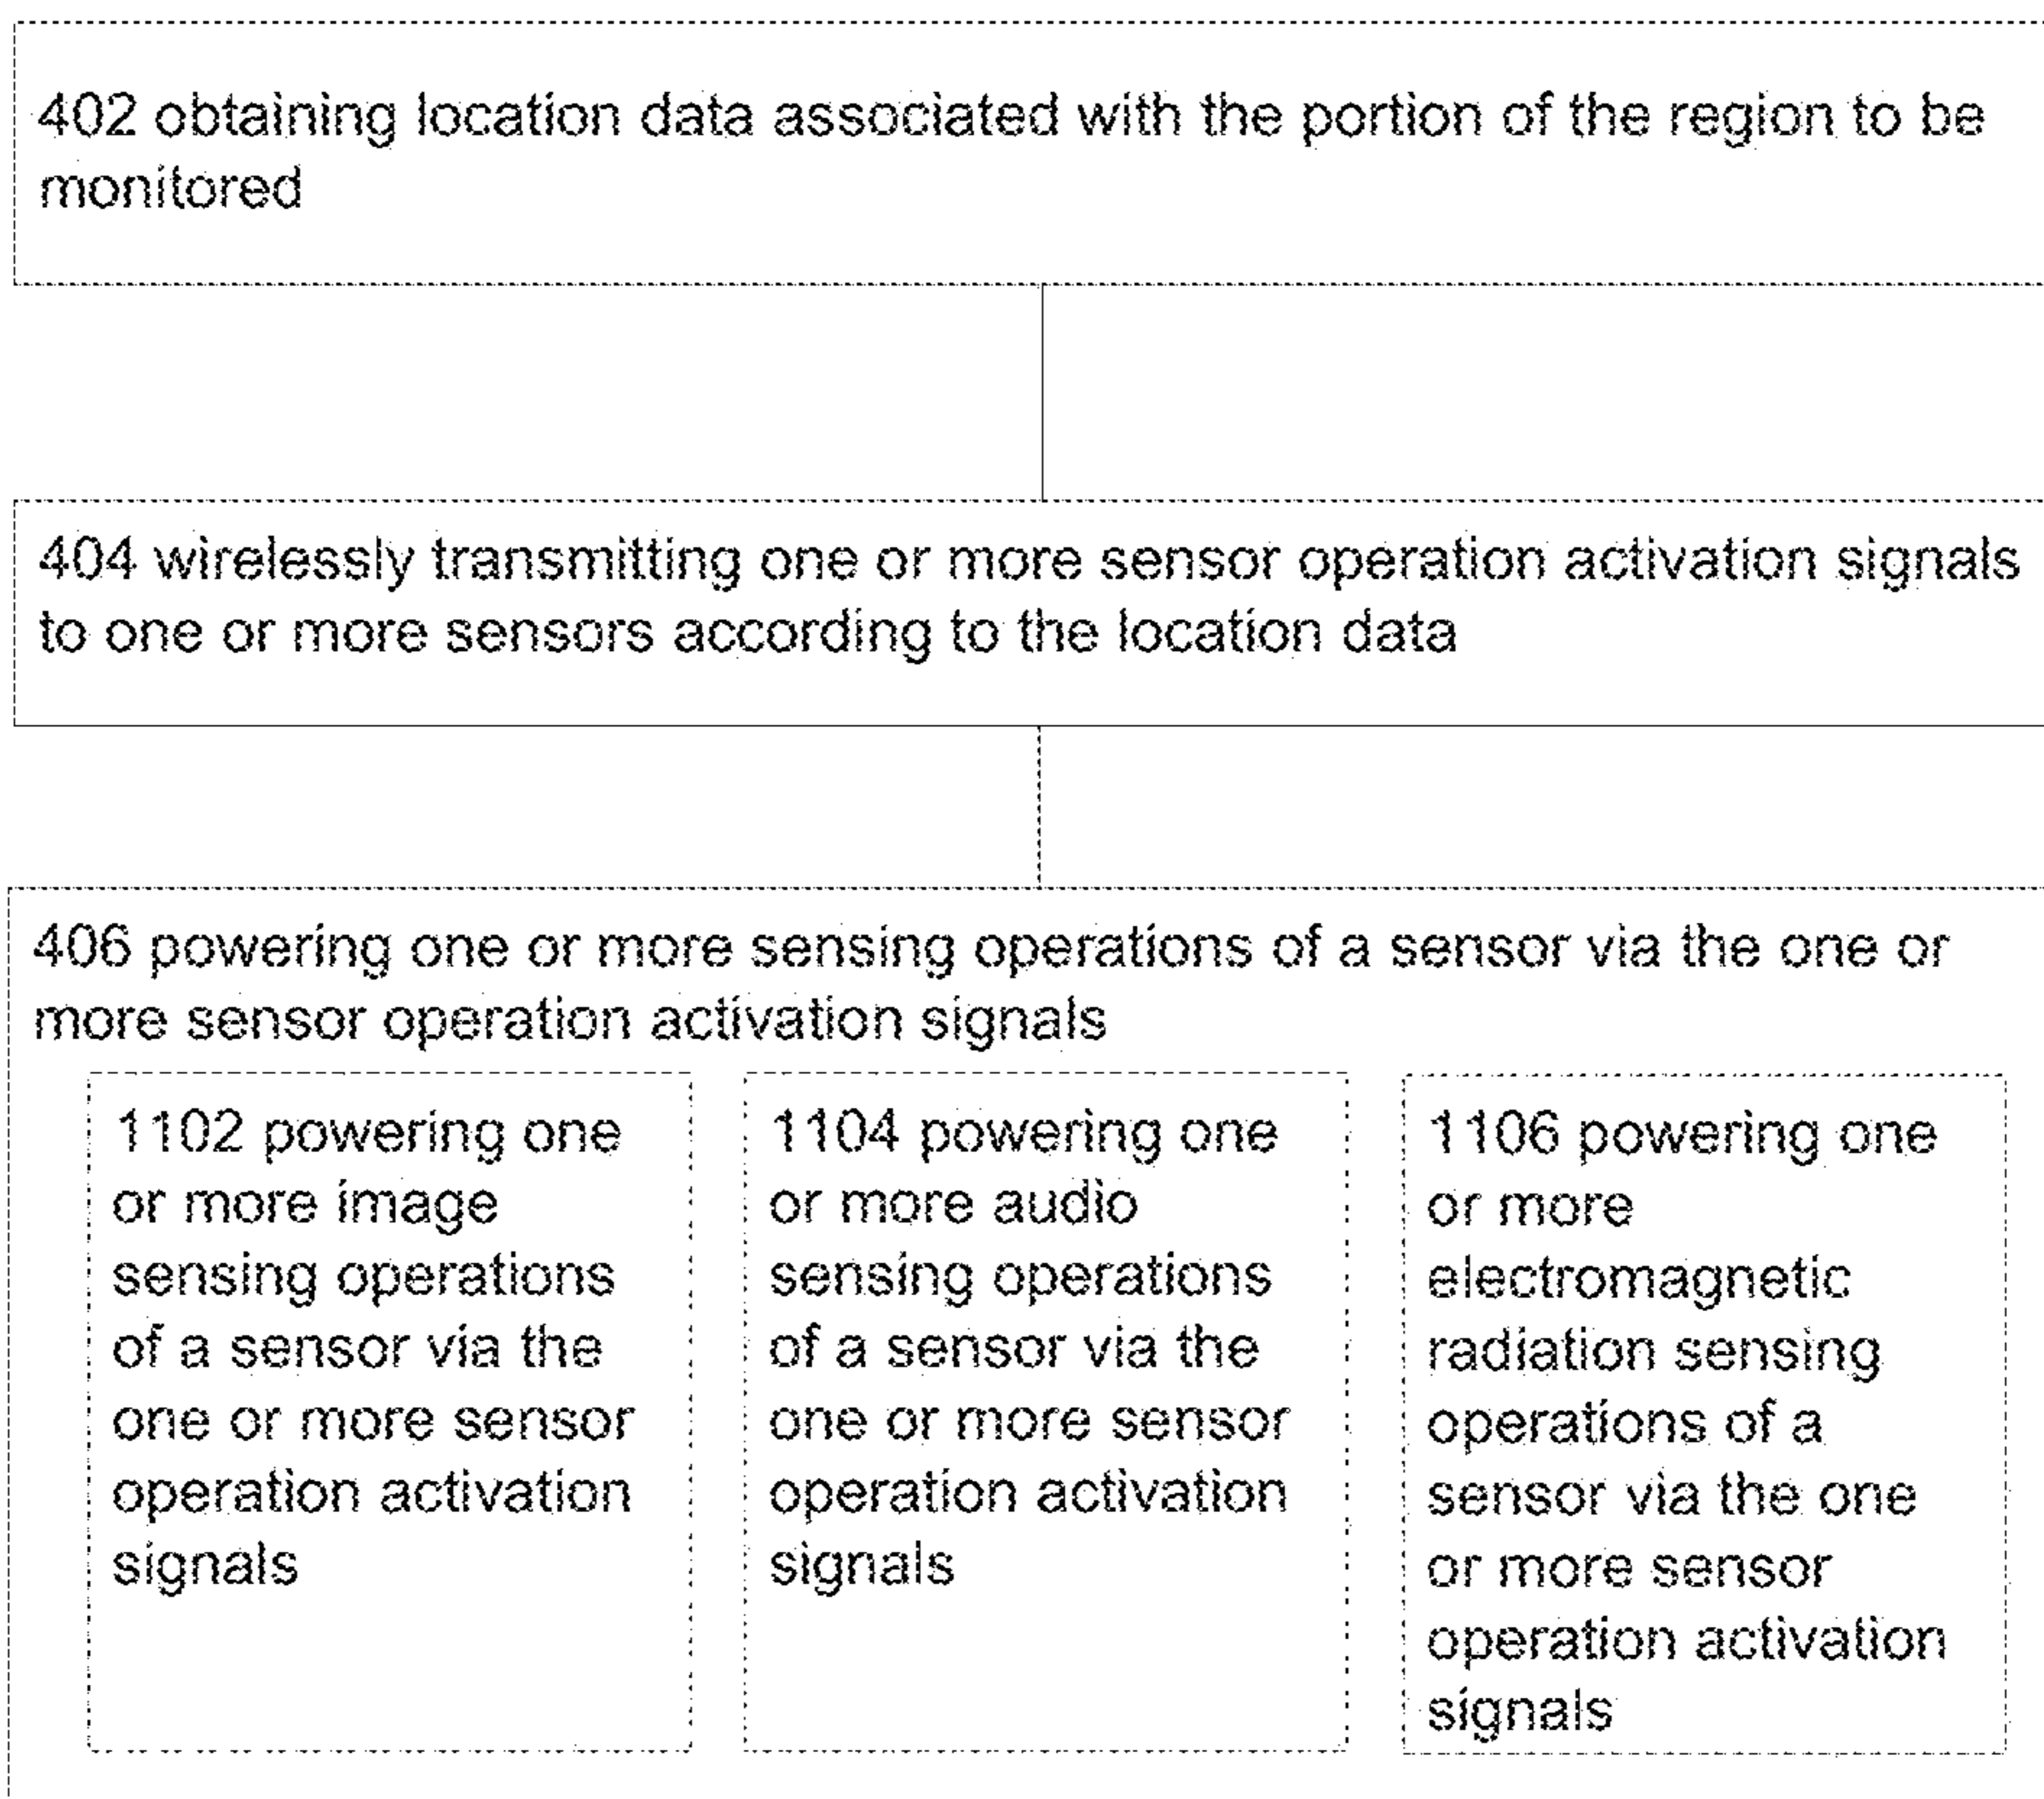 402 obtaining location data associated with the portion of the region to be
monitored
404 wirelessly transmitting one or more sensor operation activation signals
to one or more sensors according to the location data
406 powering one or more sensing operations of a sensor via the one or
more sensor operation activation signals
1102 powering one
or more image
sensing operations
of a sensor via the
one or more sensor
operation activation
signals
1104 powering one
or more audio
sensing operations
of a sensor via the
one or more sensor
operation activation
signals
1106 powering one
or more
electromagnetic
radiation sensing
operations of a
sensor via the one
or more sensor
operation activation
signals